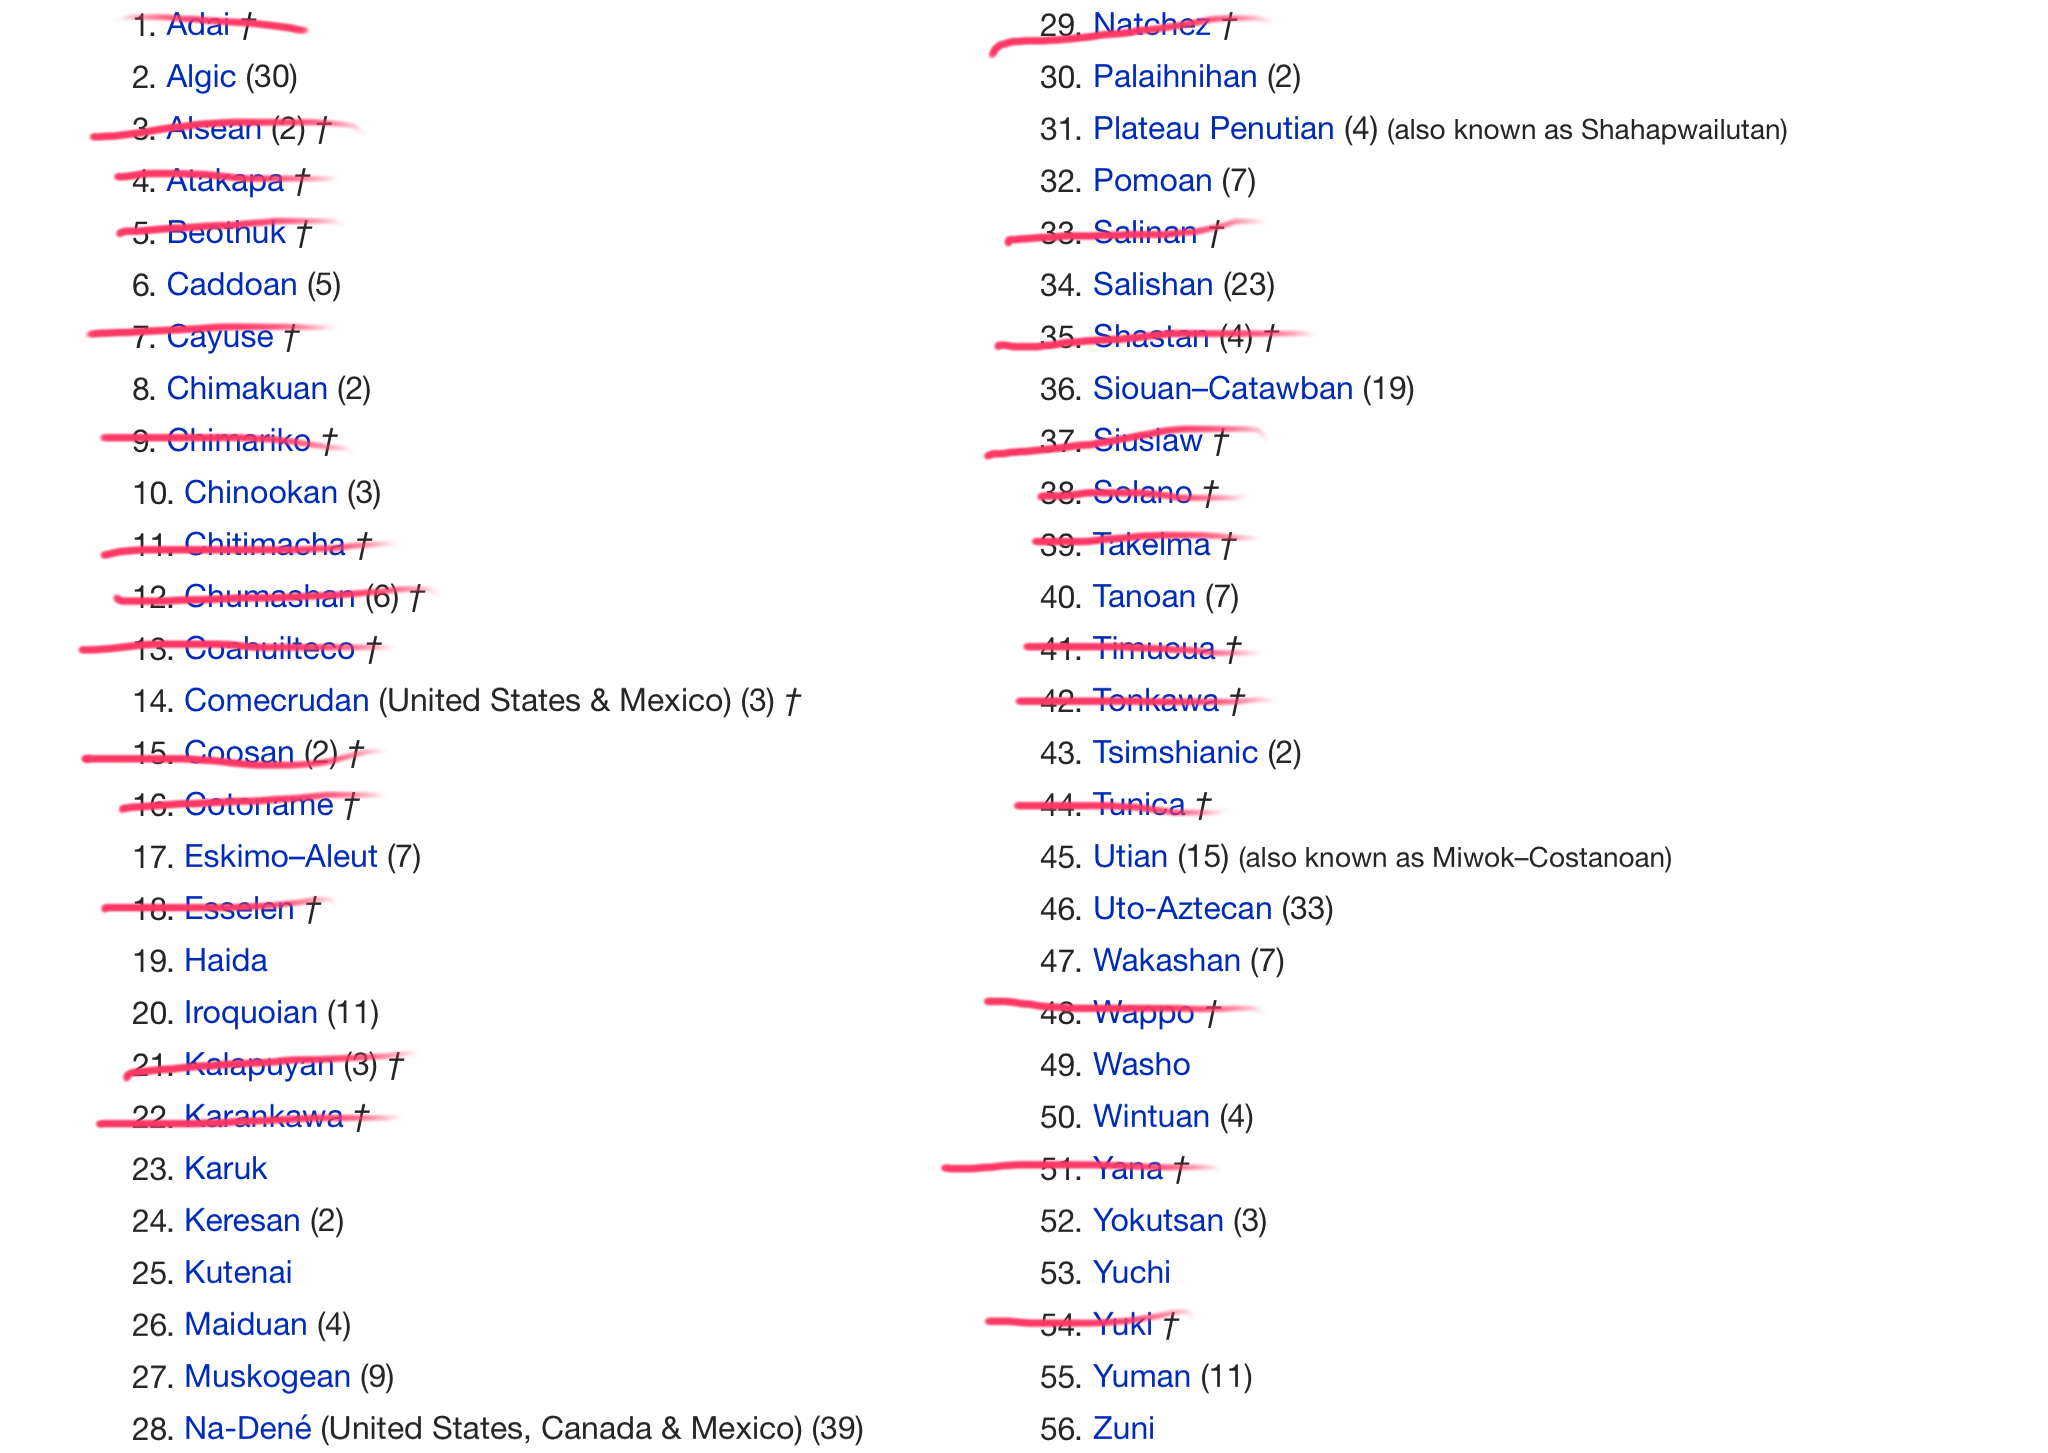 1. Adai †
2. Algic (30)
3. Alsean (2) †
4. Atakapa †
5. Beothuk †
6. Caddoan (5)
7. Cayuse †
8. Chimakuan (2)
9. Chimariko †
10. Chinookan (3)
11. Chitimacha †
12. Chumashan (6) †
13. Coahuilteco †
14. Comecrudan (United States & Mexico) (3) †
15. Coosan (2) †
16. Cotoname †
17. Eskimo–Aleut (7)
18. Esselen †
19. Haida
20. Iroquoian (11)
21. Kalapuyan (3) †
22. Karankawa †
23. Karuk
24. Keresan (2)
25. Kutenai
26. Maiduan (4)
27. Muskogean (9)
28. Na-Dené (United States, Canada & Mexico) (39)
29. Natchez †
30. Palaihnihan (2)
31. Plateau Penutian (4) (also known as Shahapwailutan)
32. Pomoan (7)
33. Salinan †
34. Salishan (23)
35. Shastan (4) †
36. Siouan–Catawban (19)
37. Siuslaw †
38. Solano †
39. Takelma †
40. Tanoan (7)
41. Timucua †
42. Tonkawa †
43. Tsimshianic (2)
44. Tunica †
45. Utian (15) (also known as Miwok–Costanoan)
46. Uto-Aztecan (33)
47. Wakashan (7)
48. Wappo †
49. Washo
50. Wintuan (4)
51. Yana †
52. Yokutsan (3)
53. Yuchi
54. Yuki †
55. Yuman (11)
56. Zuni